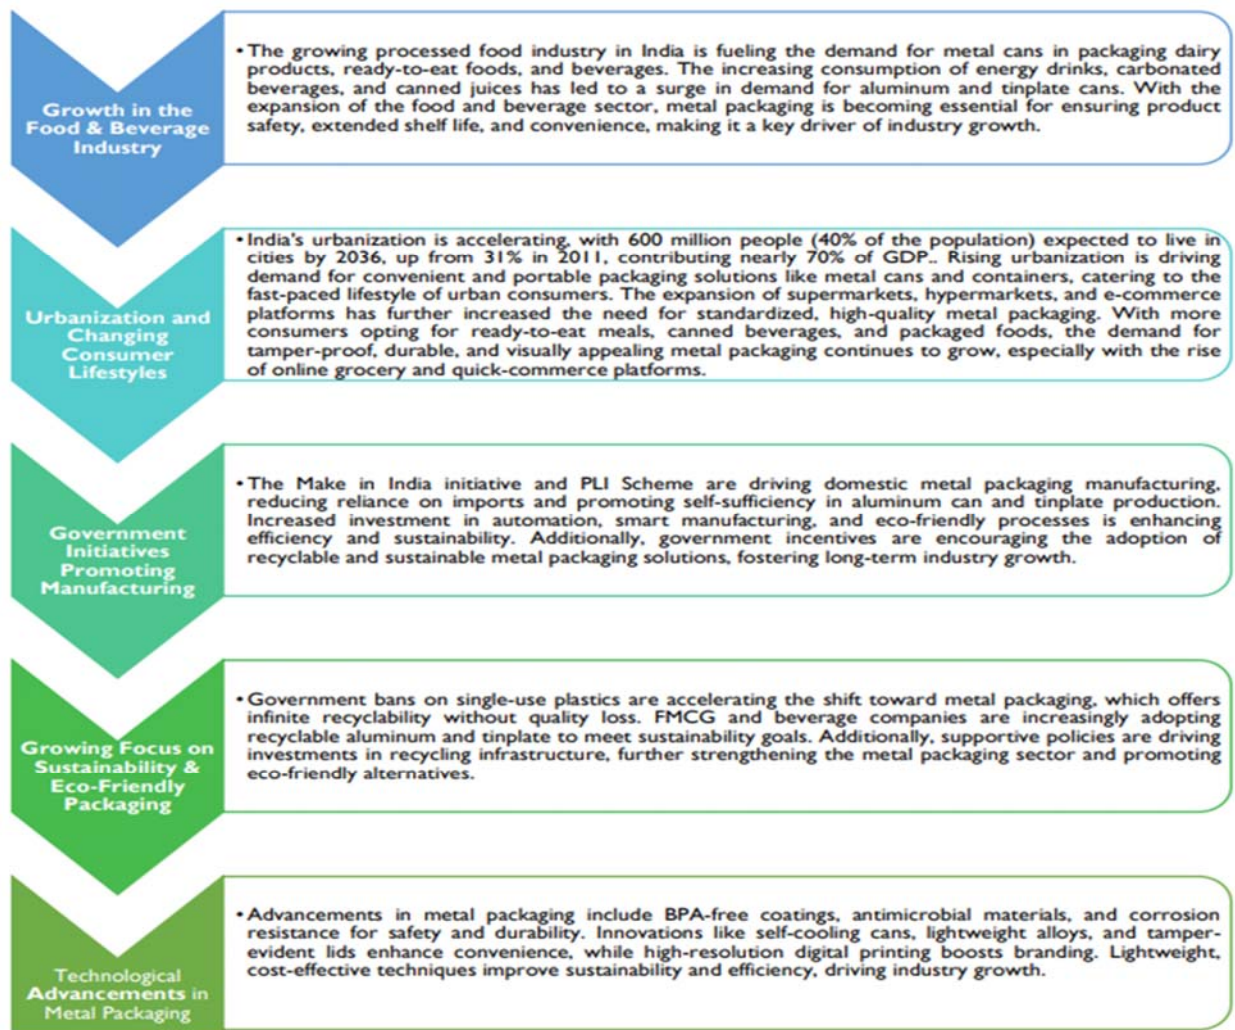 Growth in the
Food & Beverage
Industry
• The growing processed food industry in India is fueling the demand for metal cans in packaging dairy
products, ready-to-eat foods, and beverages. The increasing consumption of energy drinks, carbonated
beverages, and canned juices has led to a surge in demand for aluminum and tinplate cans. With the
expansion of the food and beverage sector, metal packaging is becoming essential for ensuring product
safety, extended shelf life, and convenience, making it a key driver of industry growth.
Urbanization and
Changing
Consumer
Lifestyles
• India's urbanization is accelerating, with 600 million people (40% of the population) expected to live in
cities by 2036, up from 31% in 2011, contributing nearly 70% of GDP.. Rising urbanization is driving
demand for convenient and portable packaging solutions like metal cans and containers, catering to the
fast-paced lifestyle of urban consumers. The expansion of supermarkets, hypermarkets, and e-commerce
platforms has further increased the need for standardized, high-quality metal packaging. With more
consumers opting for ready-to-eat meals, canned beverages, and packaged foods, the demand for
tamper-proof, durable, and visually appealing metal packaging continues to grow, especially with the rise
of online grocery and quick-commerce platforms.
Government
Initiatives
Promoting
Manufacturing
• The Make in India initiative and PLI Scheme are driving domestic metal packaging manufacturing,
reducing reliance on imports and promoting self-sufficiency in aluminum can and tinplate production.
Increased investment in automation, smart manufacturing, and eco-friendly processes is enhancing
efficiency and sustainability. Additionally, government incentives are encouraging the adoption of
recyclable and sustainable metal packaging solutions, fostering long-term industry growth.
Growing Focus on
Sustainability &
Eco-Friendly
Packaging
• Government bans on single-use plastics are accelerating the shift toward metal packaging, which offers
infinite recyclability without quality loss. FMCG and beverage companies are increasingly adopting
recyclable aluminum and tinplate to meet sustainability goals. Additionally, supportive policies are driving
investments in recycling infrastructure, further strengthening the metal packaging sector and promoting
eco-friendly alternatives.
Technological
Advancements in
Metal Packaging
• Advancements in metal packaging include BPA-free coatings, antimicrobial materials, and corrosion
resistance for safety and durability. Innovations like self-cooling cans, lightweight alloys, and tamper-
evident lids enhance convenience, while high-resolution digital printing boosts branding. Lightweight,
cost-effective techniques improve sustainability and efficiency, driving industry growth.